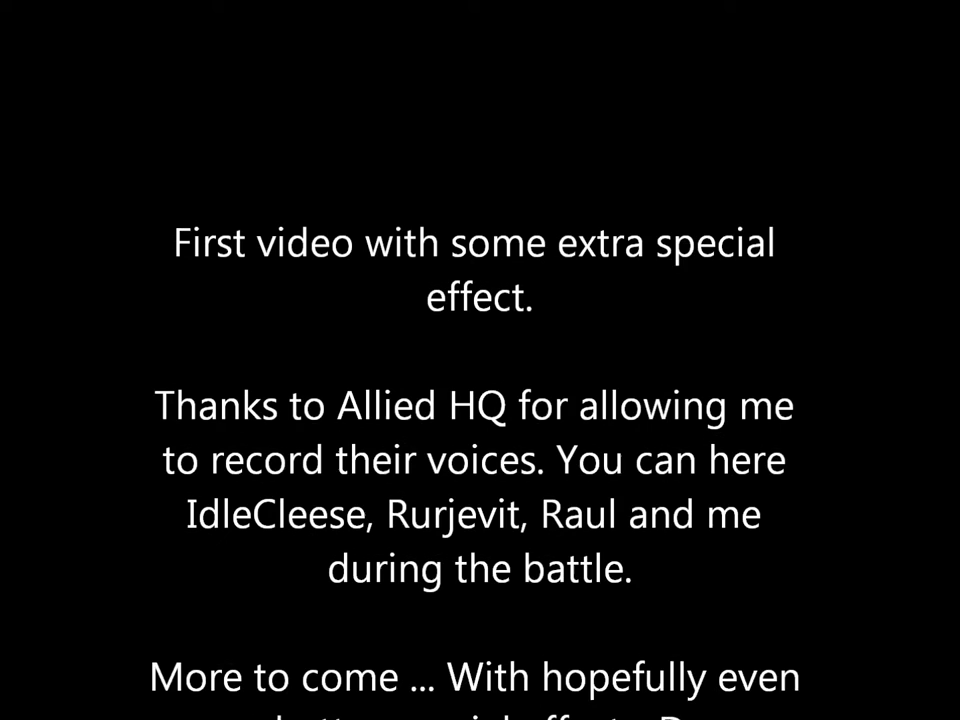 First video with some extra special
effect.
Thanks to Allied HQ for allowing me
to record their voices. You can here
IdleCleese, Rurjevit, Raul and me
during the battle.
More to come ... With hopefully even